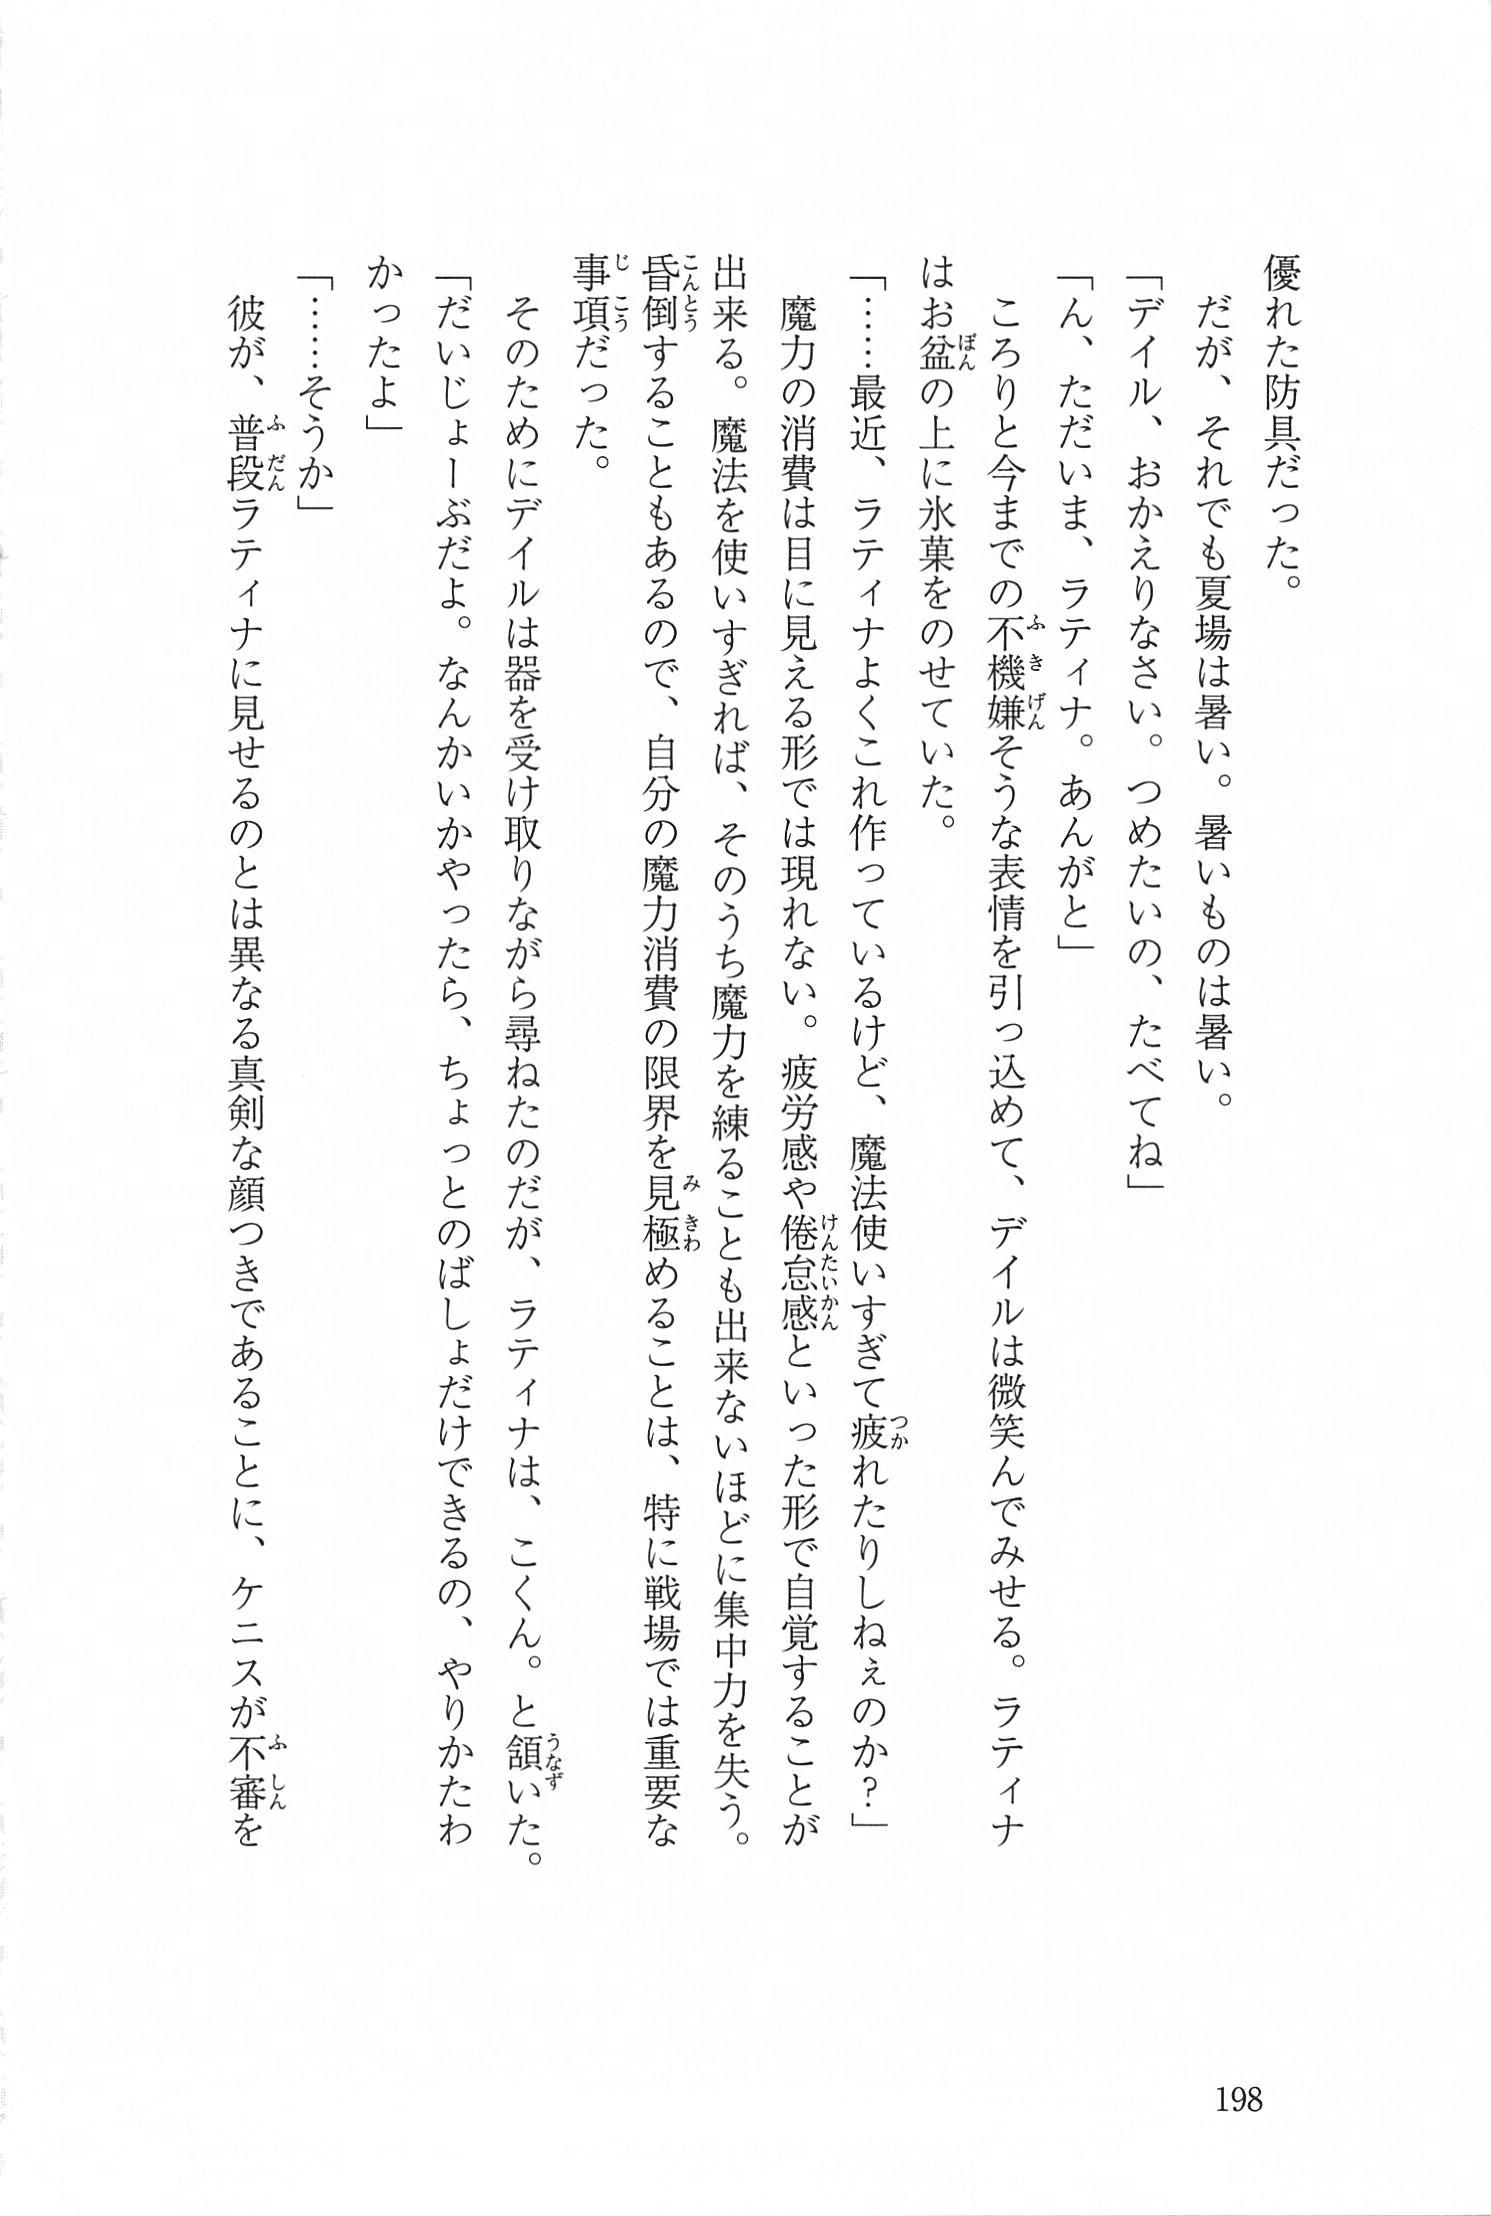 優れた防具だった。
だが、それでも夏場は暑い。暑いものは暑い。
「デイル、おかえりなさい。つめたいの、たべてね」
「ん、ただいま、ラティナ。あんがと」
ころりと今までの不機嫌そうな表情を引っ込めて、デイルは微笑んでみせる。ラティナ
はお盆の上に氷菓をのせていた。
「……最近、ラティナよくこれ作っているけど、魔法使いすぎて疲れたりしねぇのか？」
魔力の消費は目に見える形では現れない。疲労感や倦怠感といった形で自覚することが
出来る。魔法を使いすぎれば、そのうち魔力を練ることも出来ないほどに集中力を失う。
昏倒することもあるので、自分の魔力消費の限界を見極めることは、特に戦場では重要な
事項だった。
そのためにデイルは器を受け取りながら尋ねたのだが、ラティナは、こくん。と頷いた。
「だいじょーぶだよ。なんかいかやったら、ちょっとのばしょだけできるの、やりかたわ
かったよ」
「……そうか」
彼が、普段ラティナに見せるのとは異なる真剣な顔つきであることに、ケニスが不審を
198